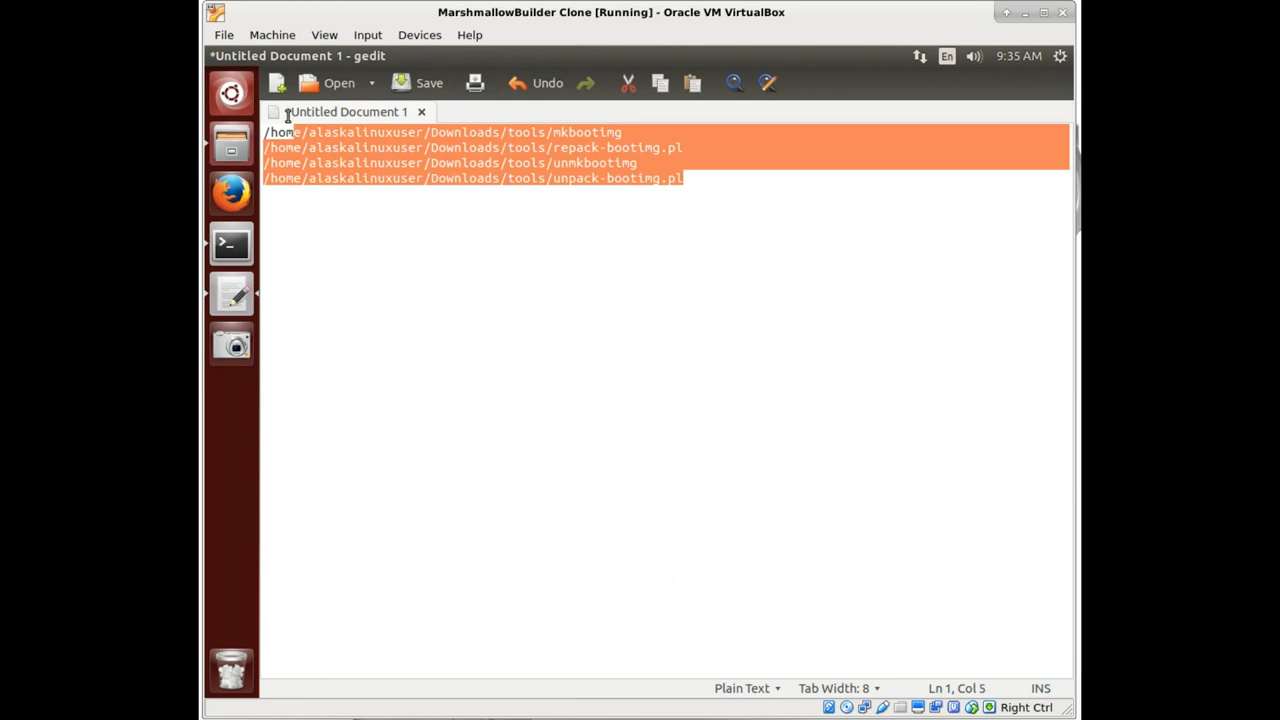 MarshmallowBuilder Clone [Running] - Oracle VM VirtualBox
File Machine View Input Devices Help
*Untitled Document 1 - gedit En 9:35 AM
Open Save Undo
*Untitled Document 1 ×
/home/alaskalinuxuser/Downloads/tools/mkbootimg
/home/alaskalinuxuser/Downloads/tools/repack-bootimg.pl
/home/alaskalinuxuser/Downloads/tools/unmkbootimg
/home/alaskalinuxuser/Downloads/tools/unpack-bootimg.pl
Plain Text Tab Width: 8 Ln 1, Col 5 INS
Right Ctrl